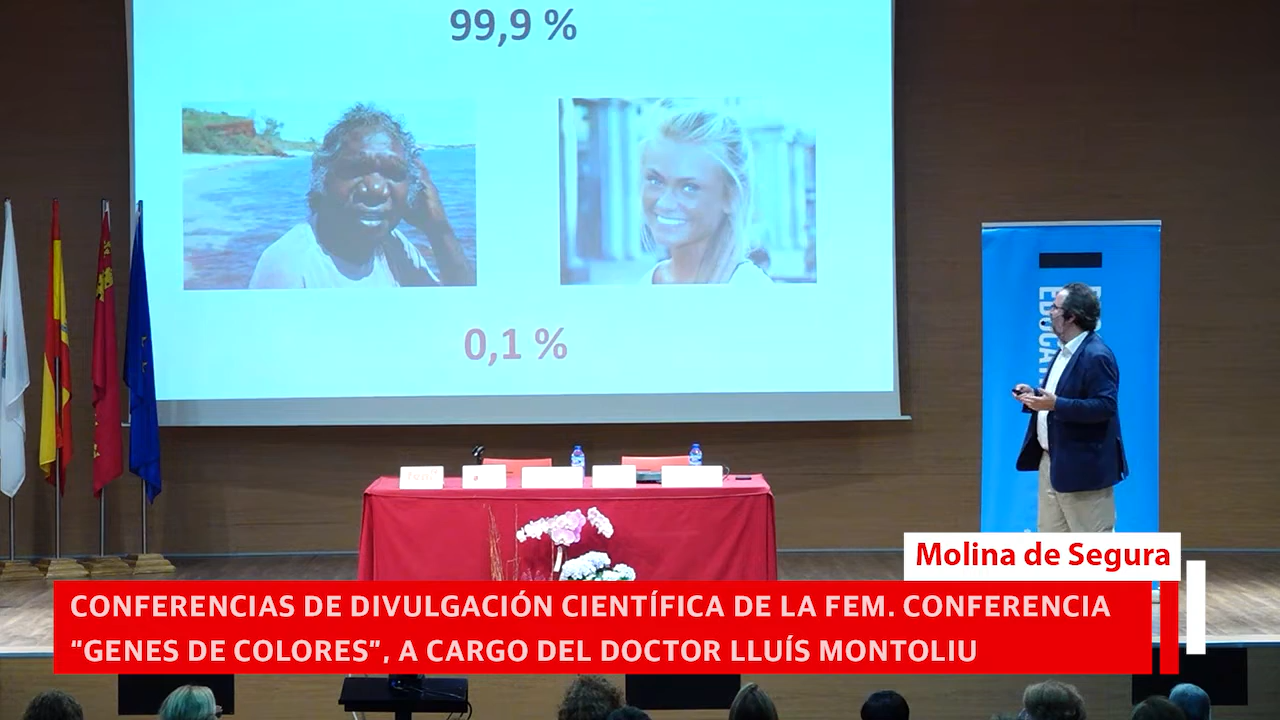 99,9 %
0,1 %
EDUCA
Molina de Segura
CONFERENCIAS DE DIVULGACIÓN CIENTÍFICA DE LA FEM. CONFERENCIA
“GENES DE COLORES”, A CARGO DEL DOCTOR LLUÍS MONTOLIU